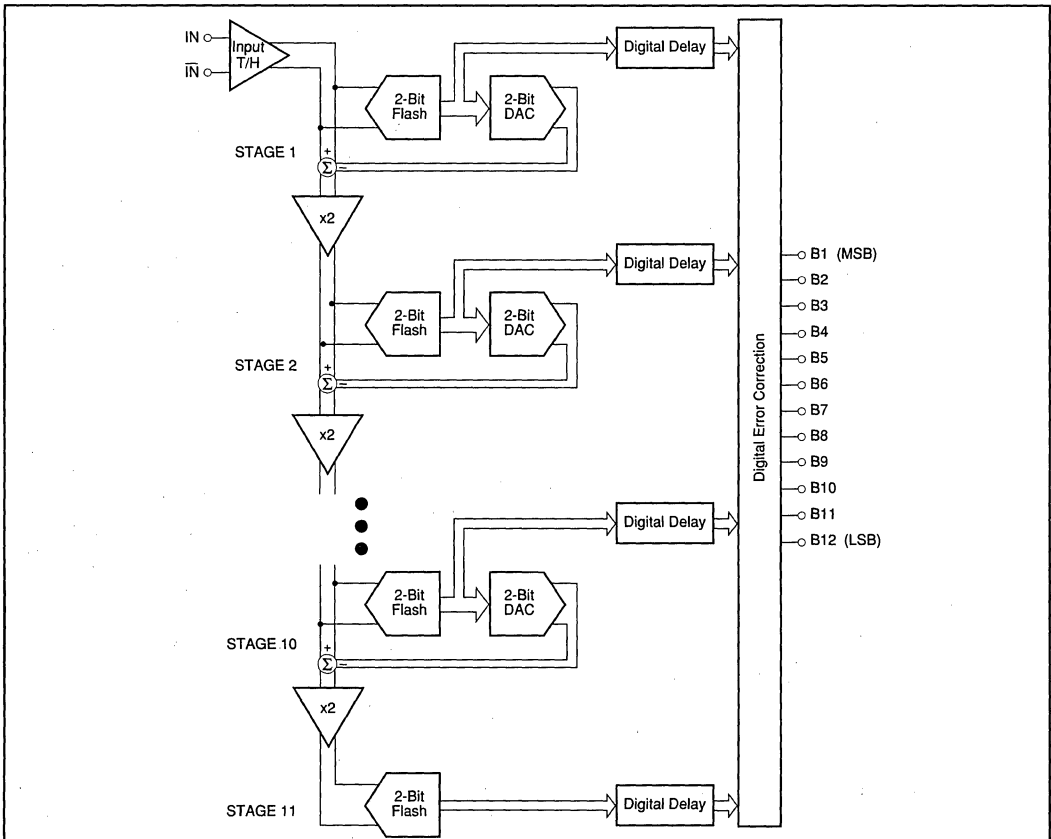 IN
Input
T/H
IN
Digital Delay
2-Bit
Flash
2-Bit
DAC
STAGE 1
+
Σ
–
x2
Digital Delay
2-Bit
Flash
2-Bit
DAC
STAGE 2
+
Σ
–
x2
Digital Delay
2-Bit
Flash
2-Bit
DAC
STAGE 10
+
Σ
–
x2
2-Bit
Flash
STAGE 11
Digital Delay
Digital Error Correction
B1 (MSB)
B2
B3
B4
B5
B6
B7
B8
B9
B10
B11
B12 (LSB)